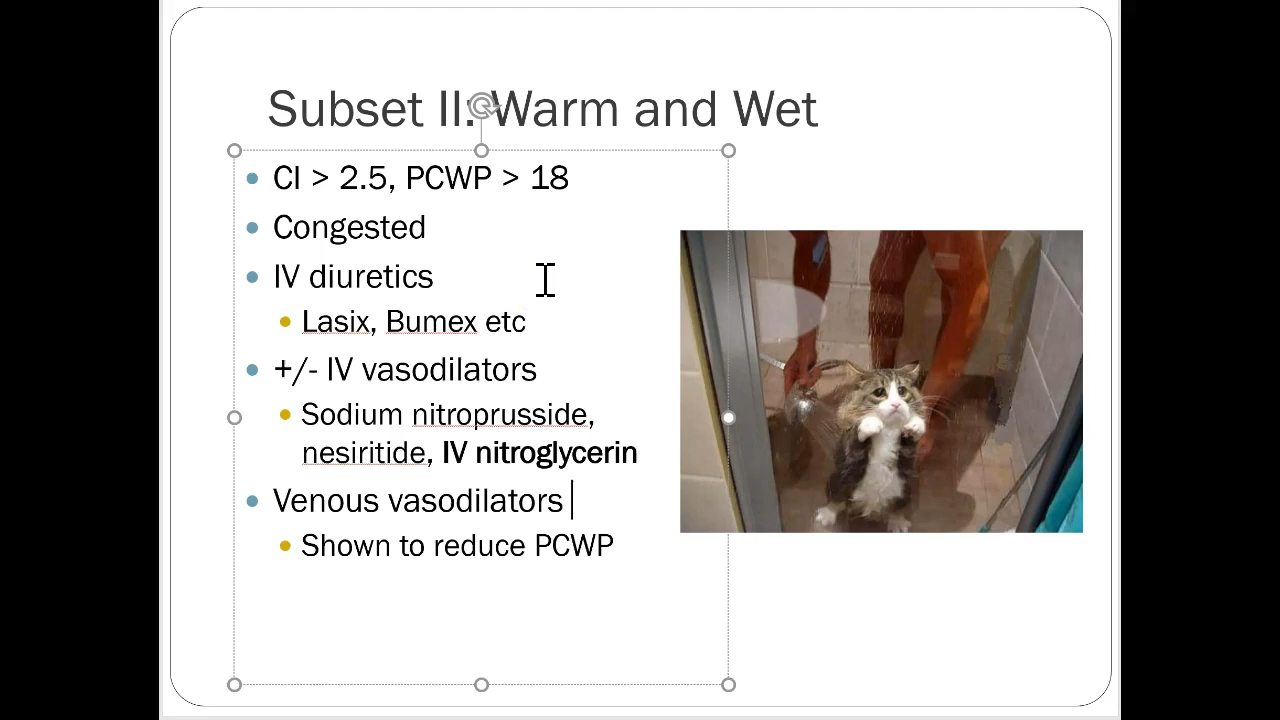 Subset II: Warm and Wet
CI > 2.5, PCWP > 18
Congested
IV diuretics
Lasix, Bumex etc
+/- IV vasodilators
Sodium nitroprusside,
nesiritide, IV nitroglycerin
Venous vasodilators
Shown to reduce PCWP